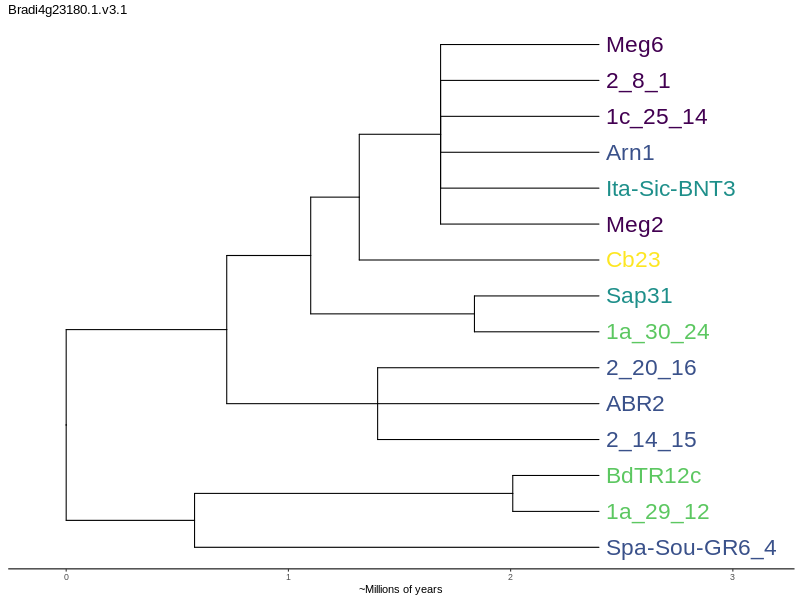 Bradi4g23180.1.v3.1
Meg6
2_8_1
1c_25_14
Arn1
Ita-Sic-BNT3
Meg2
Cb23
Sap31
1a_30_24
2_20_16
ABR2
2_14_15
BdTR12c
1a_29_12
Spa-Sou-GR6_4
0 1 2 3
~Millions of years